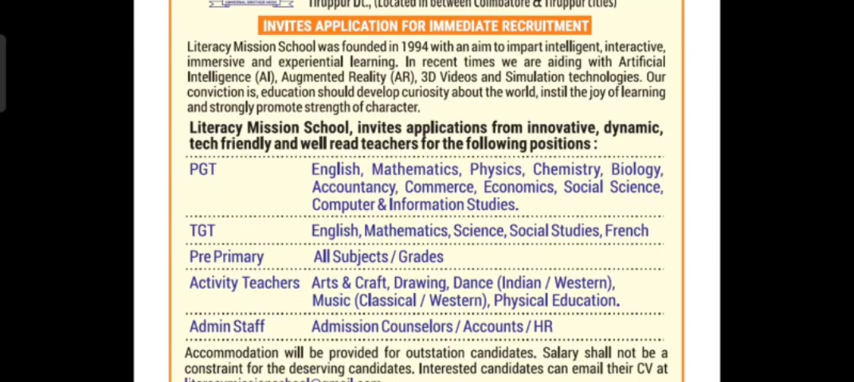 Tiruppur Dt., (Located in between Coimbatore & Tiruppur cities)
INVITES APPLICATION FOR IMMEDIATE RECRUITMENT
Literacy Mission School was founded in 1994 with an aim to impart intelligent, interactive,
immersive and experiential learning. In recent times we are aiding with Artificial
Intelligence (AI), Augmented Reality (AR), 3D Videos and Simulation technologies. Our
conviction is, education should develop curiosity about the world, instil the joy of learning
and strongly promote strength of character.
Literacy Mission School, invites applications from innovative, dynamic,
tech friendly and well read teachers for the following positions :
PGT English, Mathematics, Physics, Chemistry, Biology,
Accountancy, Commerce, Economics, Social Science,
Computer & Information Studies.
TGT English, Mathematics, Science, Social Studies, French
Pre Primary All Subjects / Grades
Activity Teachers Arts & Craft, Drawing, Dance (Indian / Western),
Music (Classical / Western), Physical Education.
Admin Staff Admission Counselors / Accounts / HR
Accommodation will be provided for outstation candidates. Salary shall not be a
constraint for the deserving candidates. Interested candidates can email their CV at